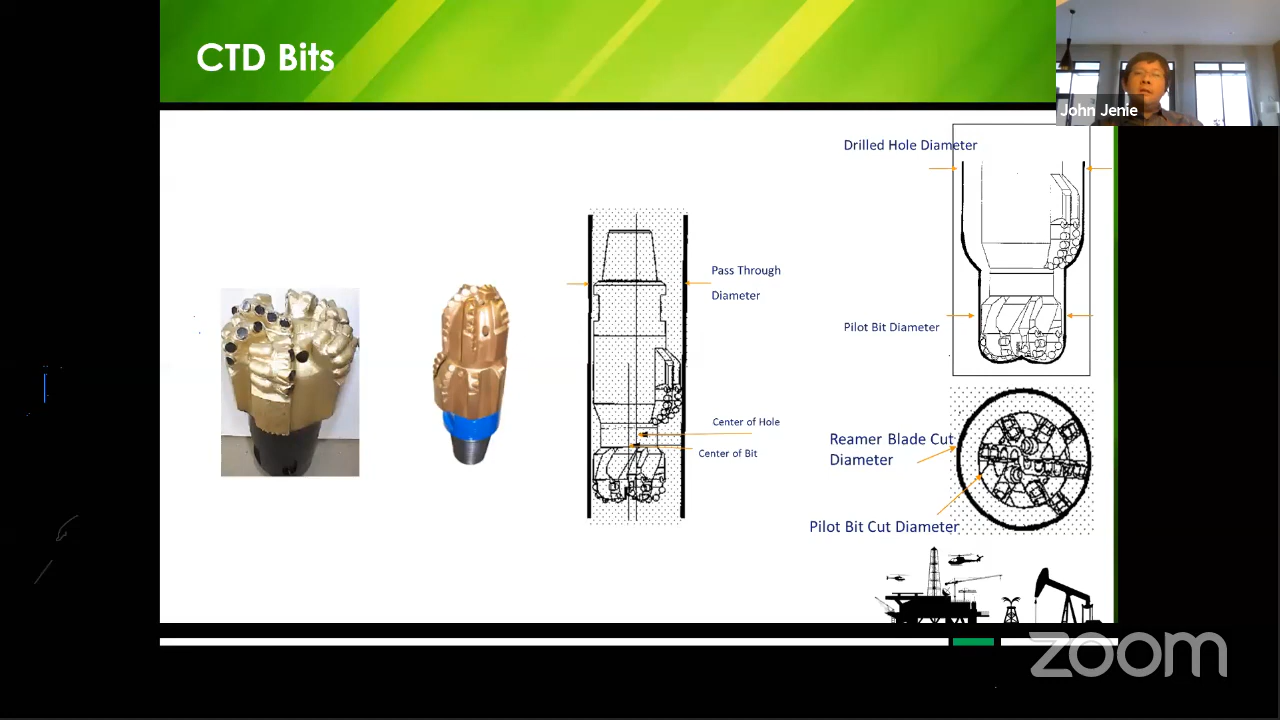 CTD Bits
John Jenie
Drilled Hole Diameter
Pass Through
Diameter
Pilot Bit Diameter
Center of Hole
Center of Bit
Reamer Blade Cut
Diameter
Pilot Bit Cut Diameter
zoom